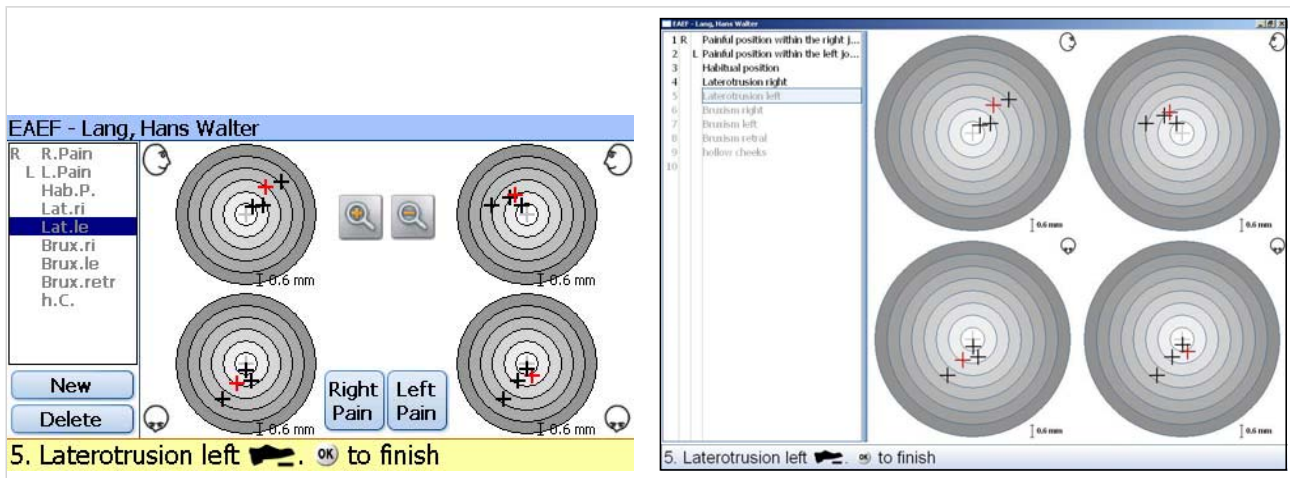 EAEF - Lang, Hans Walter
R R.Pain
L L.Pain
Hab.P.
Lat.ri
Lat.le
Brux.ri
Brux.le
Brux.retr
h.C.
New
Delete
0.6 mm
0.6 mm
0.6 mm
0.6 mm
Right Pain
Left Pain
5. Laterotrusion left . OK to finish
EAEF - Lang, Hans Walter
1 R Painful position within the right j...
2 L Painful position within the left jo...
3 Habitual position
4 Laterotrusion right
5 Laterotrusion left
6 Bruxism right
7 Bruxism left
8 Bruxism retral
9 hollow cheeks
10
0.6 mm
0.6 mm
0.6 mm
0.6 mm
5. Laterotrusion left . OK to finish